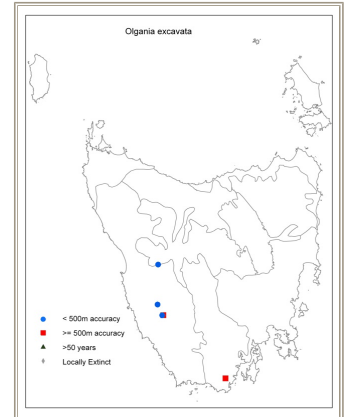 Olgania excavata
< 500m accuracy
>= 500m accuracy
>50 years
Locally Extinct